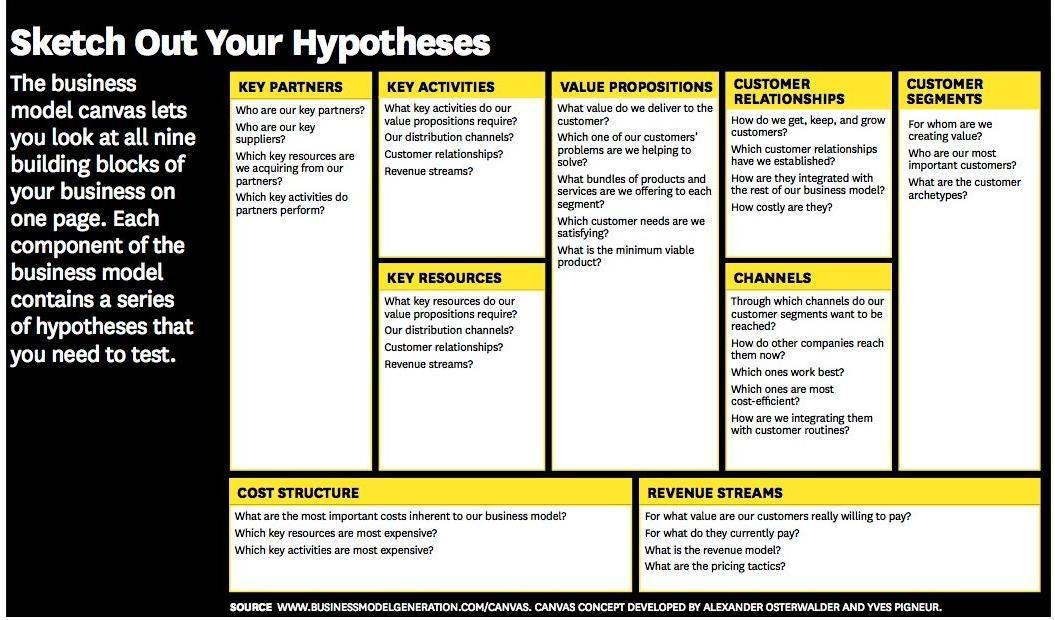 Sketch Out Your Hypotheses
The business
model canvas lets
you look at all nine
building blocks of
your business on
one page. Each
component of the
business model
contains a series
of hypotheses that
you need to test.
KEY PARTNERS
Who are our key partners?
Who are our key
suppliers?
Which key resources are
we acquiring from our
partners?
Which key activities do
partners perform?
KEY ACTIVITIES
What key activities do our
value propositions require?
Our distribution channels?
Customer relationships?
Revenue streams?
KEY RESOURCES
What key resources do our
value propositions require?
Our distribution channels?
Customer relationships?
Revenue streams?
VALUE PROPOSITIONS
What value do we deliver to the
customer?
Which one of our customers'
problems are we helping to
solve?
What bundles of products and
services are we offering to each
segment?
Which customer needs are we
satisfying?
What is the minimum viable
product?
CUSTOMER
RELATIONSHIPS
How do we get, keep, and grow
customers?
Which customer relationships
have we established?
How are they integrated with
the rest of our business model?
How costly are they?
CHANNELS
Through which channels do our
customer segments want to be
reached?
How do other companies reach
them now?
Which ones work best?
Which ones are most
cost-efficient?
How are we integrating them
with customer routines?
CUSTOMER
SEGMENTS
For whom are we
creating value?
Who are our most
important customers?
What are the customer
archetypes?
COST STRUCTURE
What are the most important costs inherent to our business model?
Which key resources are most expensive?
Which key activities are most expensive?
REVENUE STREAMS
For what value are our customers really willing to pay?
For what do they currently pay?
What is the revenue model?
What are the pricing tactics?
SOURCE WWW.BUSINESSMODELGENERATION.COM/CANVAS. CANVAS CONCEPT DEVELOPED BY ALEXANDER OSTERWALDER AND YVES PIGNEUR.